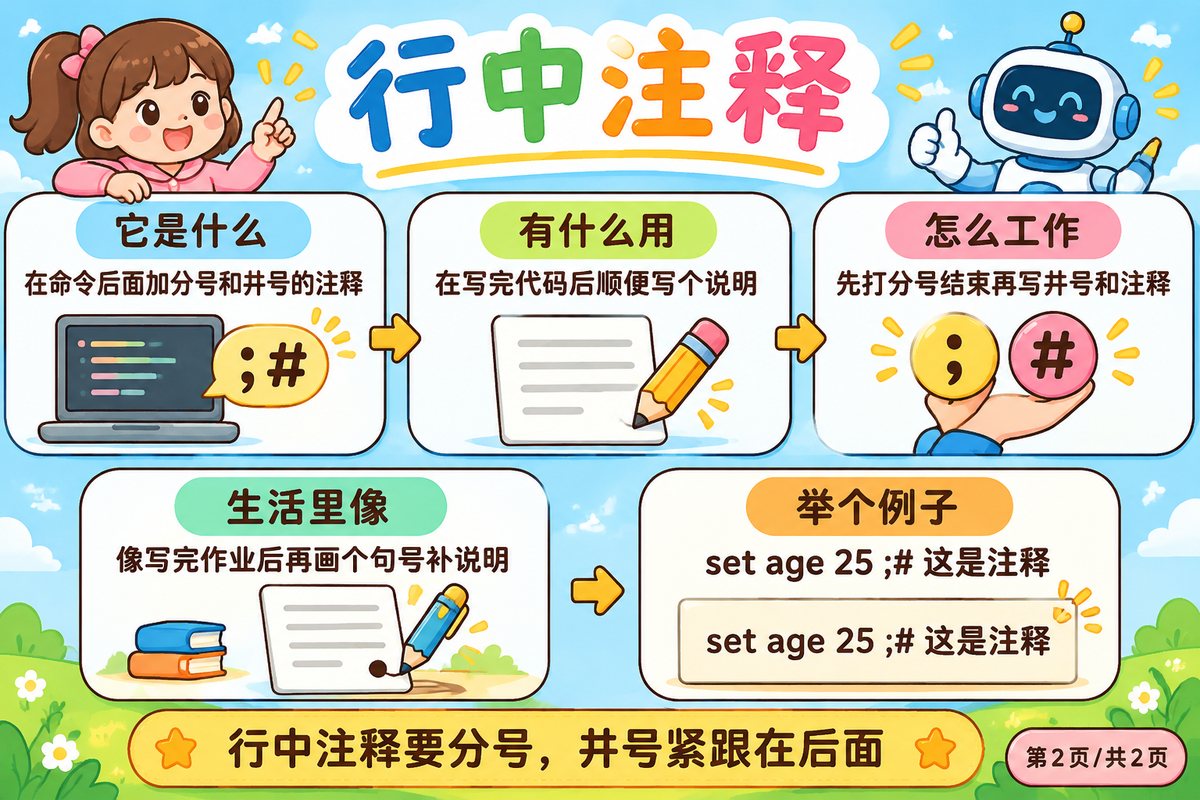 行中注释
它是什么
在命令后面加分号和井号的注释
;#
有什么用
在写完代码后顺便写个说明
怎么工作
先打分号结束再写井号和注释
; #
生活里像
像写完作业后再画个句号补说明
举个例子
set age 25 ;# 这是注释
set age 25 ;# 这是注释
行中注释要分号，井号紧跟在后面
第2页/共2页